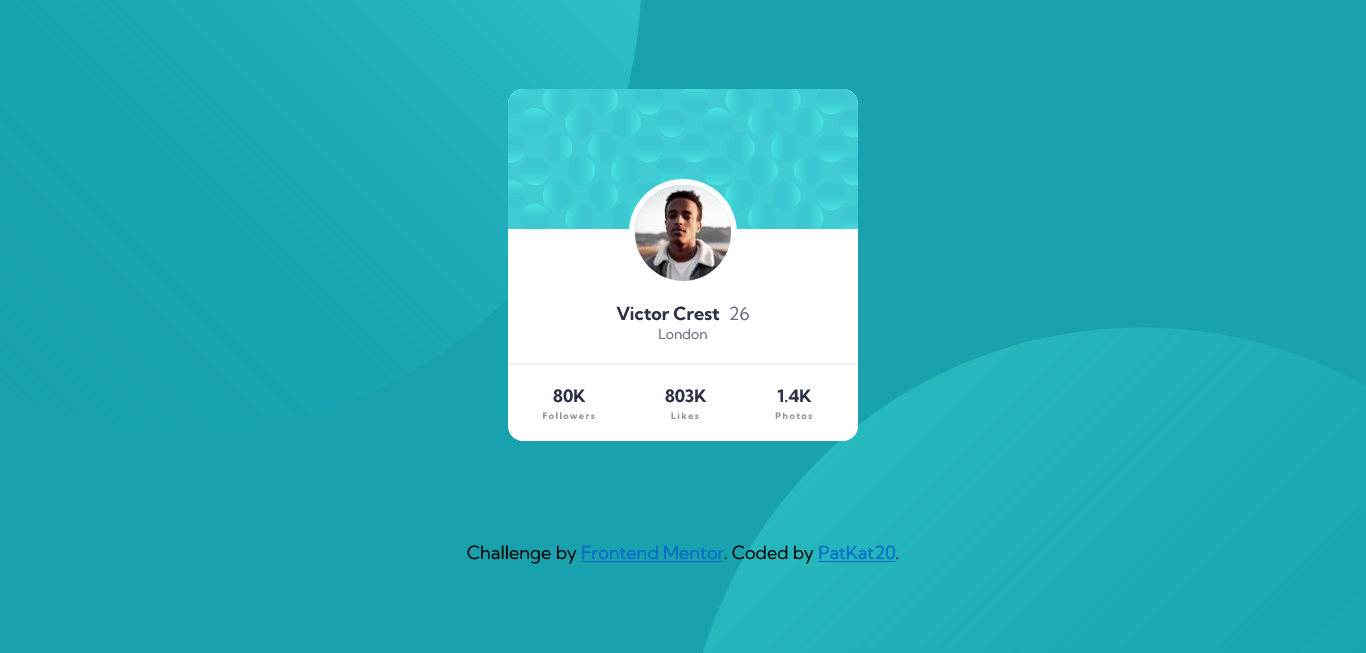 Victor Crest 26
London
80K 803K 1.4K
Followers Likes Photos
Challenge by Frontend Mentor. Coded by PatKat20.